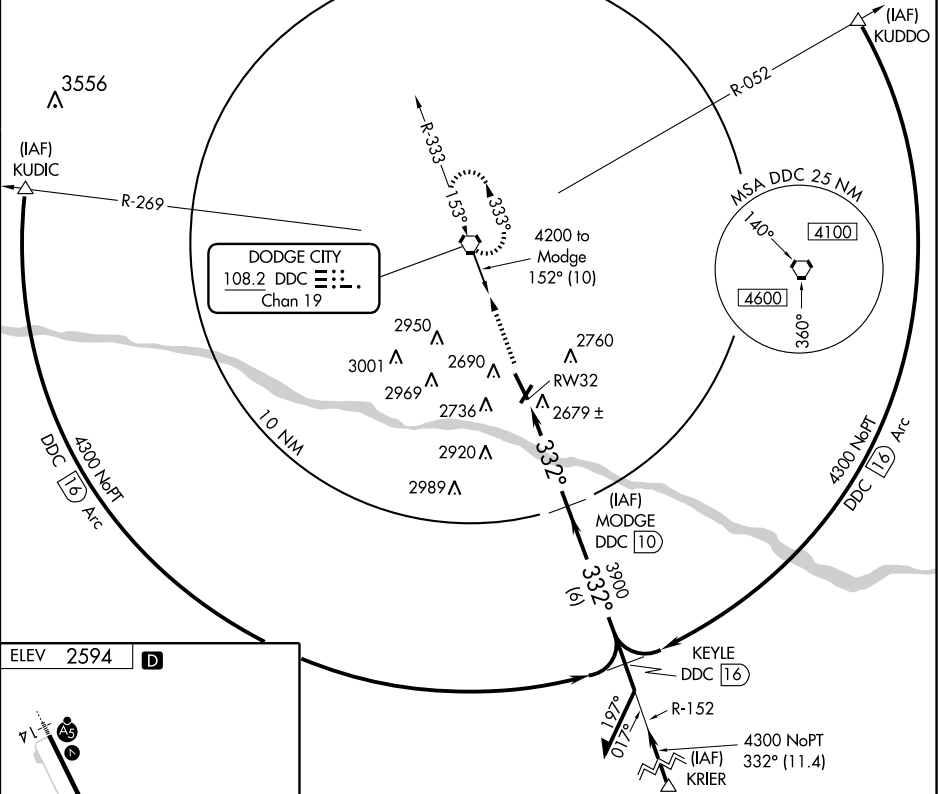 (IAF)
KUDDO
3556
R-052
(IAF)
KUDIC
R-333
R-269
153°
333°
MSA DDC 25 NM
140°
4100
4600
360°
DODGE CITY
108.2 DDC
Chan 19
4200 to
Modge
152° (10)
2950
3001
2690
2760
2969
RW32
2736
2679 ±
10 NM
332°
2920
2989
4300 NoPT
DDC 16 Arc
4300 NoPT
DDC 16 Arc
(IAF)
MODGE
DDC 10
3900
332°
(6)
KEYLE
DDC 16
R-152
197°
017°
4300 NoPT
332° (11.4)
(IAF)
KRIER
ELEV 2594 D
14
A5